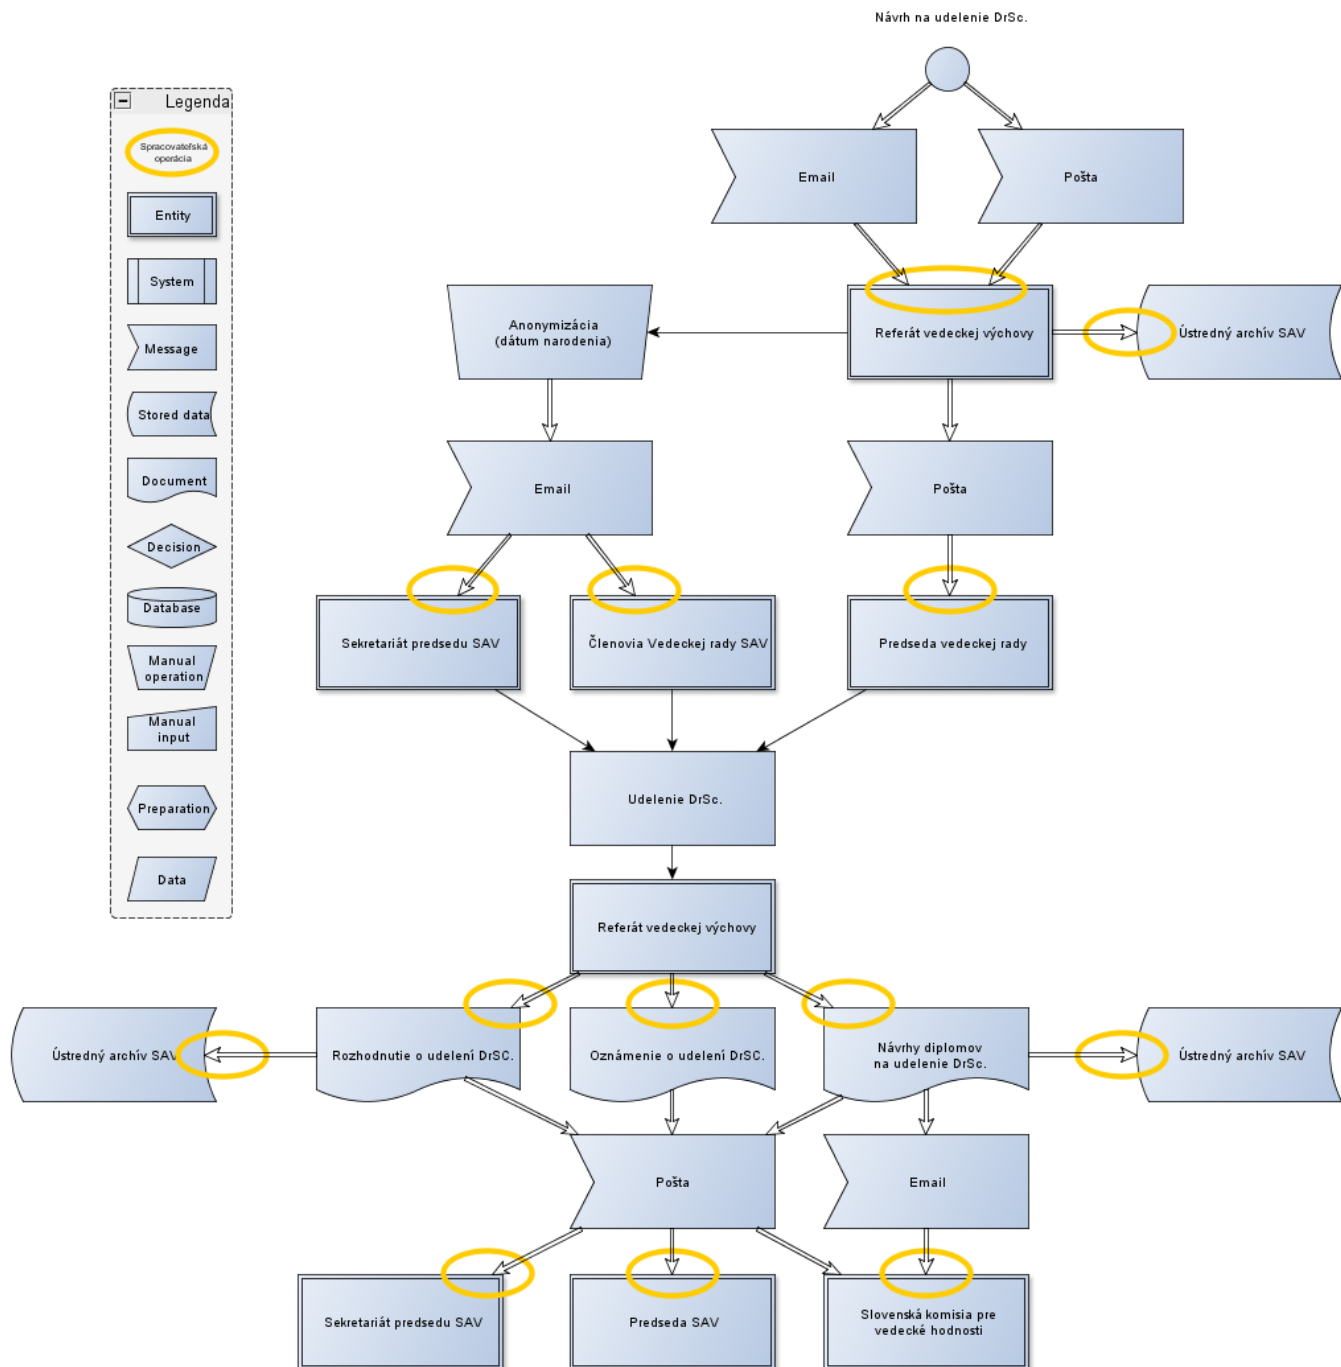 Návrh na udelenie DrSc.
Legenda
Spracovateľská
operácia
Entity
System
Message
Stored data
Document
Decision
Database
Manual
operation
Manual
input
Preparation
Data
Email
Pošta
Anonymizácia
(dátum narodenia)
Referát vedeckej výchovy
Ústredný archív SAV
Email
Pošta
Sekretariát predsedu SAV
Členovia Vedeckej rady SAV
Predseda vedeckej rady
Udelenie DrSc.
Referát vedeckej výchovy
Ústredný archív SAV
Rozhodnutie o udelení DrSC.
Oznámenie o udelení DrSC.
Návrhy diplomov
na udelenie DrSc.
Ústredný archív SAV
Pošta
Email
Sekretariát predsedu SAV
Predseda SAV
Slovenská komisia pre
vedecké hodnosti